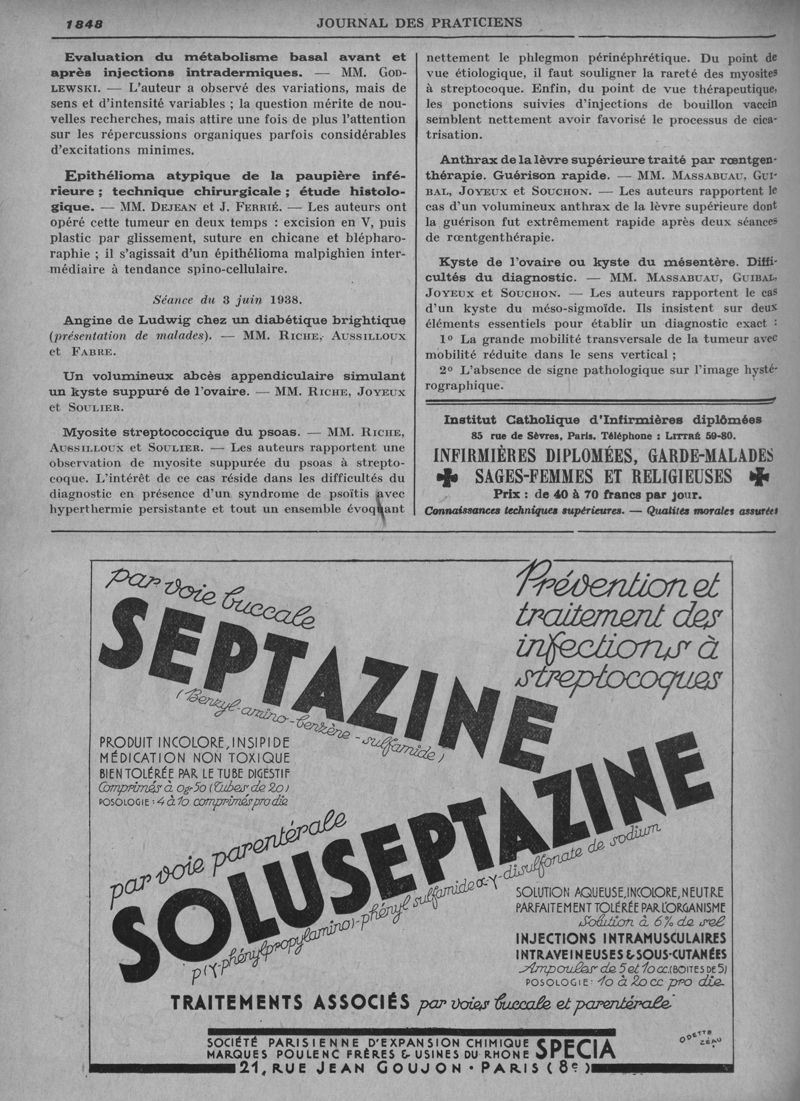 1848
JOURNAL DES PRATICIENS
Evaluation du métabolisme basal avant et
après injections intradermiques. — MM. GOD-
LEWSKI. — L'auteur a observé des variations, mais de
sens et d'intensité variables ; la question mérite de nou-
velles recherches, mais attire une fois de plus l'attention
sur les répercussions organiques parfois considérables
d'excitations minimes.
Epithélioma atypique de la paupière infé-
rieure ; technique chirurgicale ; étude histolo-
gique. — MM. DEJEAN et J. FERRIÉ. — Les auteurs ont
opéré cette tumeur en deux temps : excision en V, puis
plastic par glissement, suture en chicane et blépharo-
raphie ; il s'agissait d'un épithélioma malpighien inter-
médiaire à tendance spino-cellulaire.
Séance du 3 juin 1938.
Angine de Ludwig chez un diabétique brightique
(présentation de malades). — MM. RICHE, AUSSILLOUX
et FABRE.
Un volumineux abcès appendiculaire simulant
un kyste suppuré de l'ovaire. — MM. RICHE, JOYEUX
et SOULIER.
Myosite streptococcique du psoas. — MM. RICHE,
AUSSILLOUX et SOULIER. — Les auteurs rapportent une
observation de myosite suppurée du psoas à strepto-
coque. L'intérêt de ce cas réside dans les difficultés du
diagnostic en présence d'un syndrome de psoïtis avec
hyperthermie persistante et tout un ensemble évoquant
nettement le phlegmon périnéphrétique. Du point de
vue étiologique, il faut souligner la rareté des myosites
à streptocoque. Enfin, du point de vue thérapeutique,
les ponctions suivies d'injections de bouillon vaccin
semblent nettement avoir favorisé le processus de cica-
trisation.
Anthrax de la lèvre supérieure traité par rœntgen-
thérapie. Guérison rapide. — MM. MASSABUAU, GUI-
BAL, JOYEUX et SOUCHON. — Les auteurs rapportent le
cas d'un volumineux anthrax de la lèvre supérieure dont
la guérison fut extrêmement rapide après deux séances
de rœntgenthérapie.
Kyste de l'ovaire ou kyste du mésentère. Diffi-
cultés du diagnostic. — MM. MASSABUAU, GUIBAL,
JOYEUX et SOUCHON. — Les auteurs rapportent le cas
d'un kyste du méso-sigmoïde. Ils insistent sur deux
éléments essentiels pour établir un diagnostic exact :
1° La grande mobilité transversale de la tumeur avec
mobilité réduite dans le sens vertical ;
2° L'absence de signe pathologique sur l'image hysté-
rographique.
Institut Catholique d'Infirmières diplômées
85 rue de Sèvres, Paris. Téléphone : LITTRÉ 59-80.
INFIRMIÈRES DIPLOMÉES, GARDE-MALADES
SAGES-FEMMES ET RELIGIEUSES
Prix : de 40 à 70 francs par jour.
Connaissances techniques supérieures. — Qualités morales assurées
par voie buccale
SEPTAZINE
(Benzyl-amino-benzène-sulfamide)
Prévention et
traitement des
infections à
streptocoques
PRODUIT INCOLORE, INSIPIDE
MÉDICATION NON TOXIQUE
BIEN TOLÉRÉE PAR LE TUBE DIGESTIF
Comprimés à 0gr50 (Tubes de 20)
POSOLOGIE : 4 à 10 comprimés pro die
par voie parentérale
SOLUSEPTAZINE
p(γ-phénylpropylamino)-phényl sulfamide α-γ-disulfonate de sodium
SOLUTION AQUEUSE, INCOLORE, NEUTRE
PARFAITEMENT TOLÉRÉE PAR L'ORGANISME
Solution à 6% de sel
INJECTIONS INTRAMUSCULAIRES
INTRAVEINEUSES & SOUS-CUTANÉES
Ampoules de 5 et 10 cc. (BOITES DE 5)
POSOLOGIE : 10 à 20 cc pro die
TRAITEMENTS ASSOCIÉS par voies buccale et parentérale
SOCIÉTÉ PARISIENNE D'EXPANSION CHIMIQUE
MARQUES POULENC FRÈRES & USINES DU RHONE SPECIA
21, RUE JEAN GOUJON • PARIS (8e)
ODETTE
ZÉAU